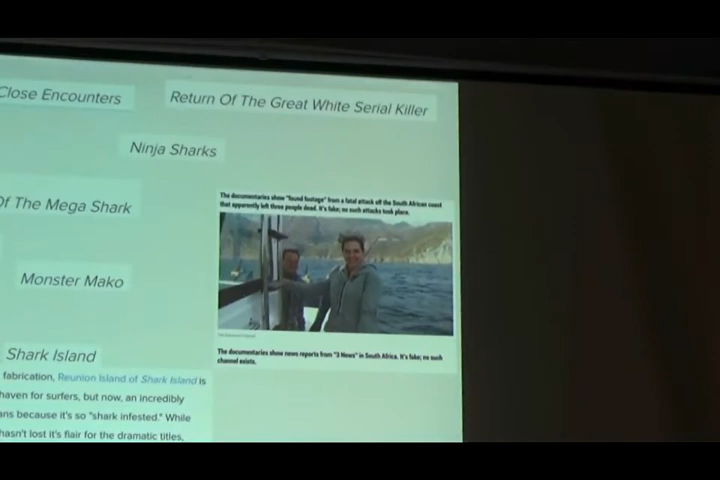 Close Encounters
Return Of The Great White Serial Killer
Ninja Sharks
Of The Mega Shark
The documentaries show "found footage" from a fatal attack off the South African coast
that apparently left three people dead. It's fake; no such attacks took place.
Monster Mako
Shark Island
The documentaries show news reports from "3 News" in South Africa. It's fake; no such
channel exists.
fabrication, Reunion Island of Shark Island is
haven for surfers, but now, an incredibly
ans because it's so "shark infested." While
hasn't lost it's flair for the dramatic titles,